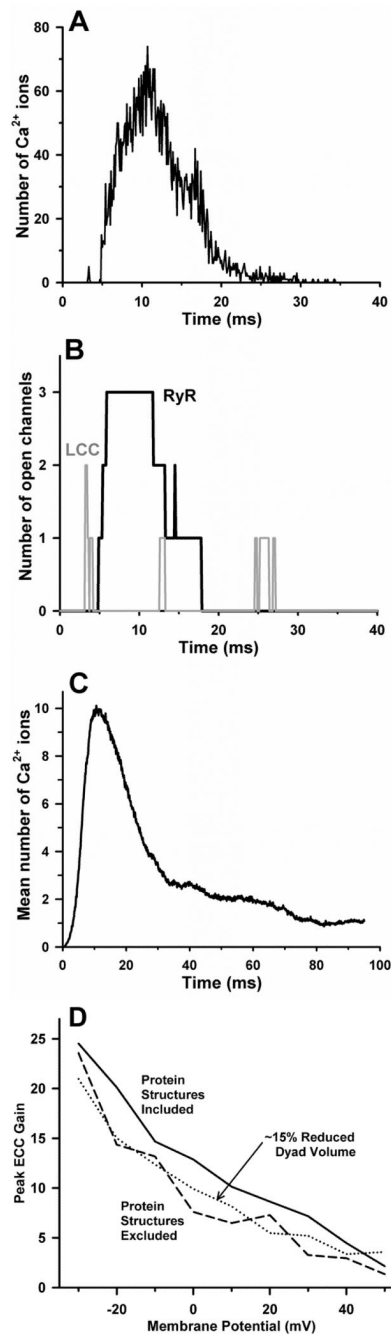 A
80
60
40
20
0
Number of Ca²⁺ ions
0 10 20 30 40
Time (ms)
B
3
2
1
0
Number of open channels
RyR
LCC
0 10 20 30 40
Time (ms)
C
10
8
6
4
2
0
Mean number of Ca²⁺ ions
0 20 40 60 80 100
Time (ms)
D
25
20
15
10
5
0
Peak ECC Gain
Protein
Structures
Included
~15% Reduced
Dyad Volume
Protein
Structures
Excluded
-20 0 20 40
Membrane Potential (mV)